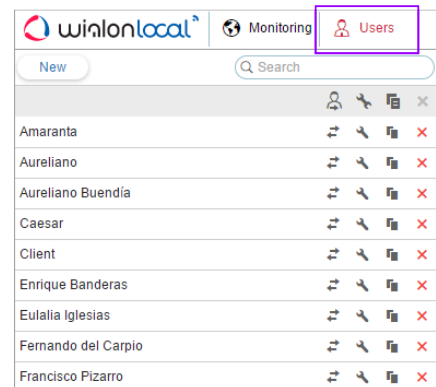 wialonlocal Monitoring Users
New Search
Amaranta
Aureliano
Aureliano Buendía
Caesar
Client
Enrique Banderas
Eulalia Iglesias
Fernando del Carpio
Francisco Pizarro